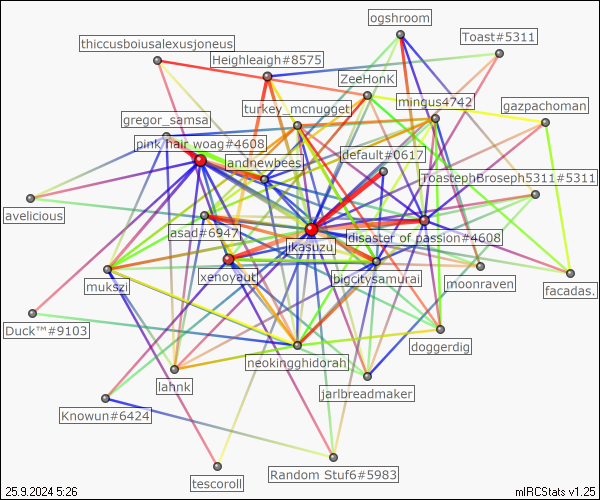 ogshroom
thiccusboiusalexusjoneus
Toast#5311
Heighleaigh#8575
ZeeHonK
turkey_mcnugget
mingus4742
gazpachoman
gregor_samsa
pink hair woag#4608
andnewbees
jdefault#0617
ToastephBroseph5311#5311
avelicious
asad#6947
ikasuzu
disaster of passion#4608
xenoyaut
bigcitysamurai
mukszi
moonraven
facadas.
Duck™#9103
neokingghidorah
doggerdig
lahnk
jarlbreadmaker
Knowun#6424
tescoroll
Random Stuf6#5983
25.9.2024 5:26
mIRCStats v1.25